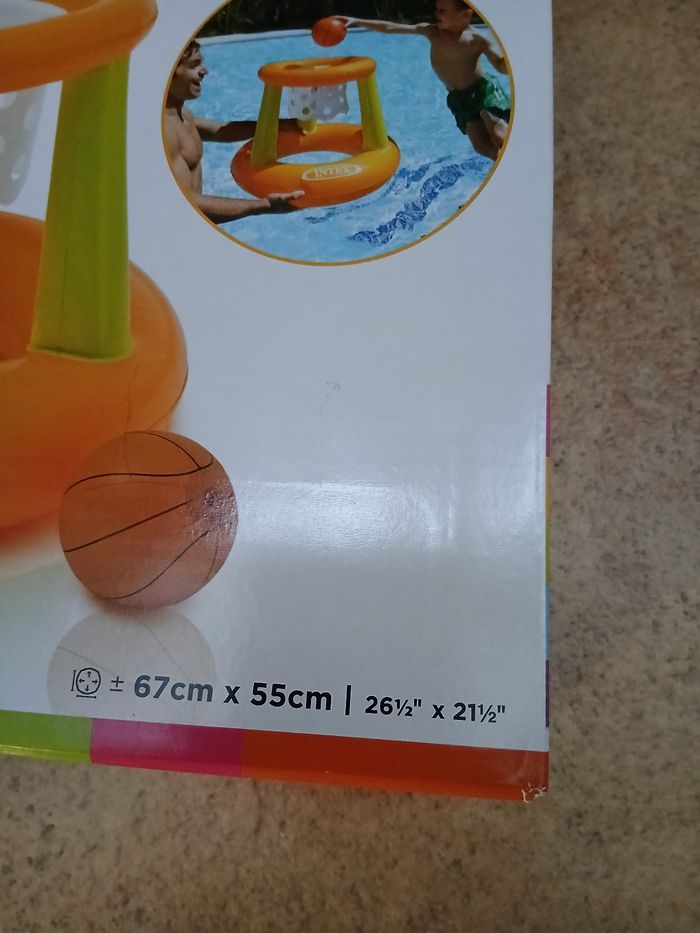 INTEX
± 67cm x 55cm | 26½" x 21½"